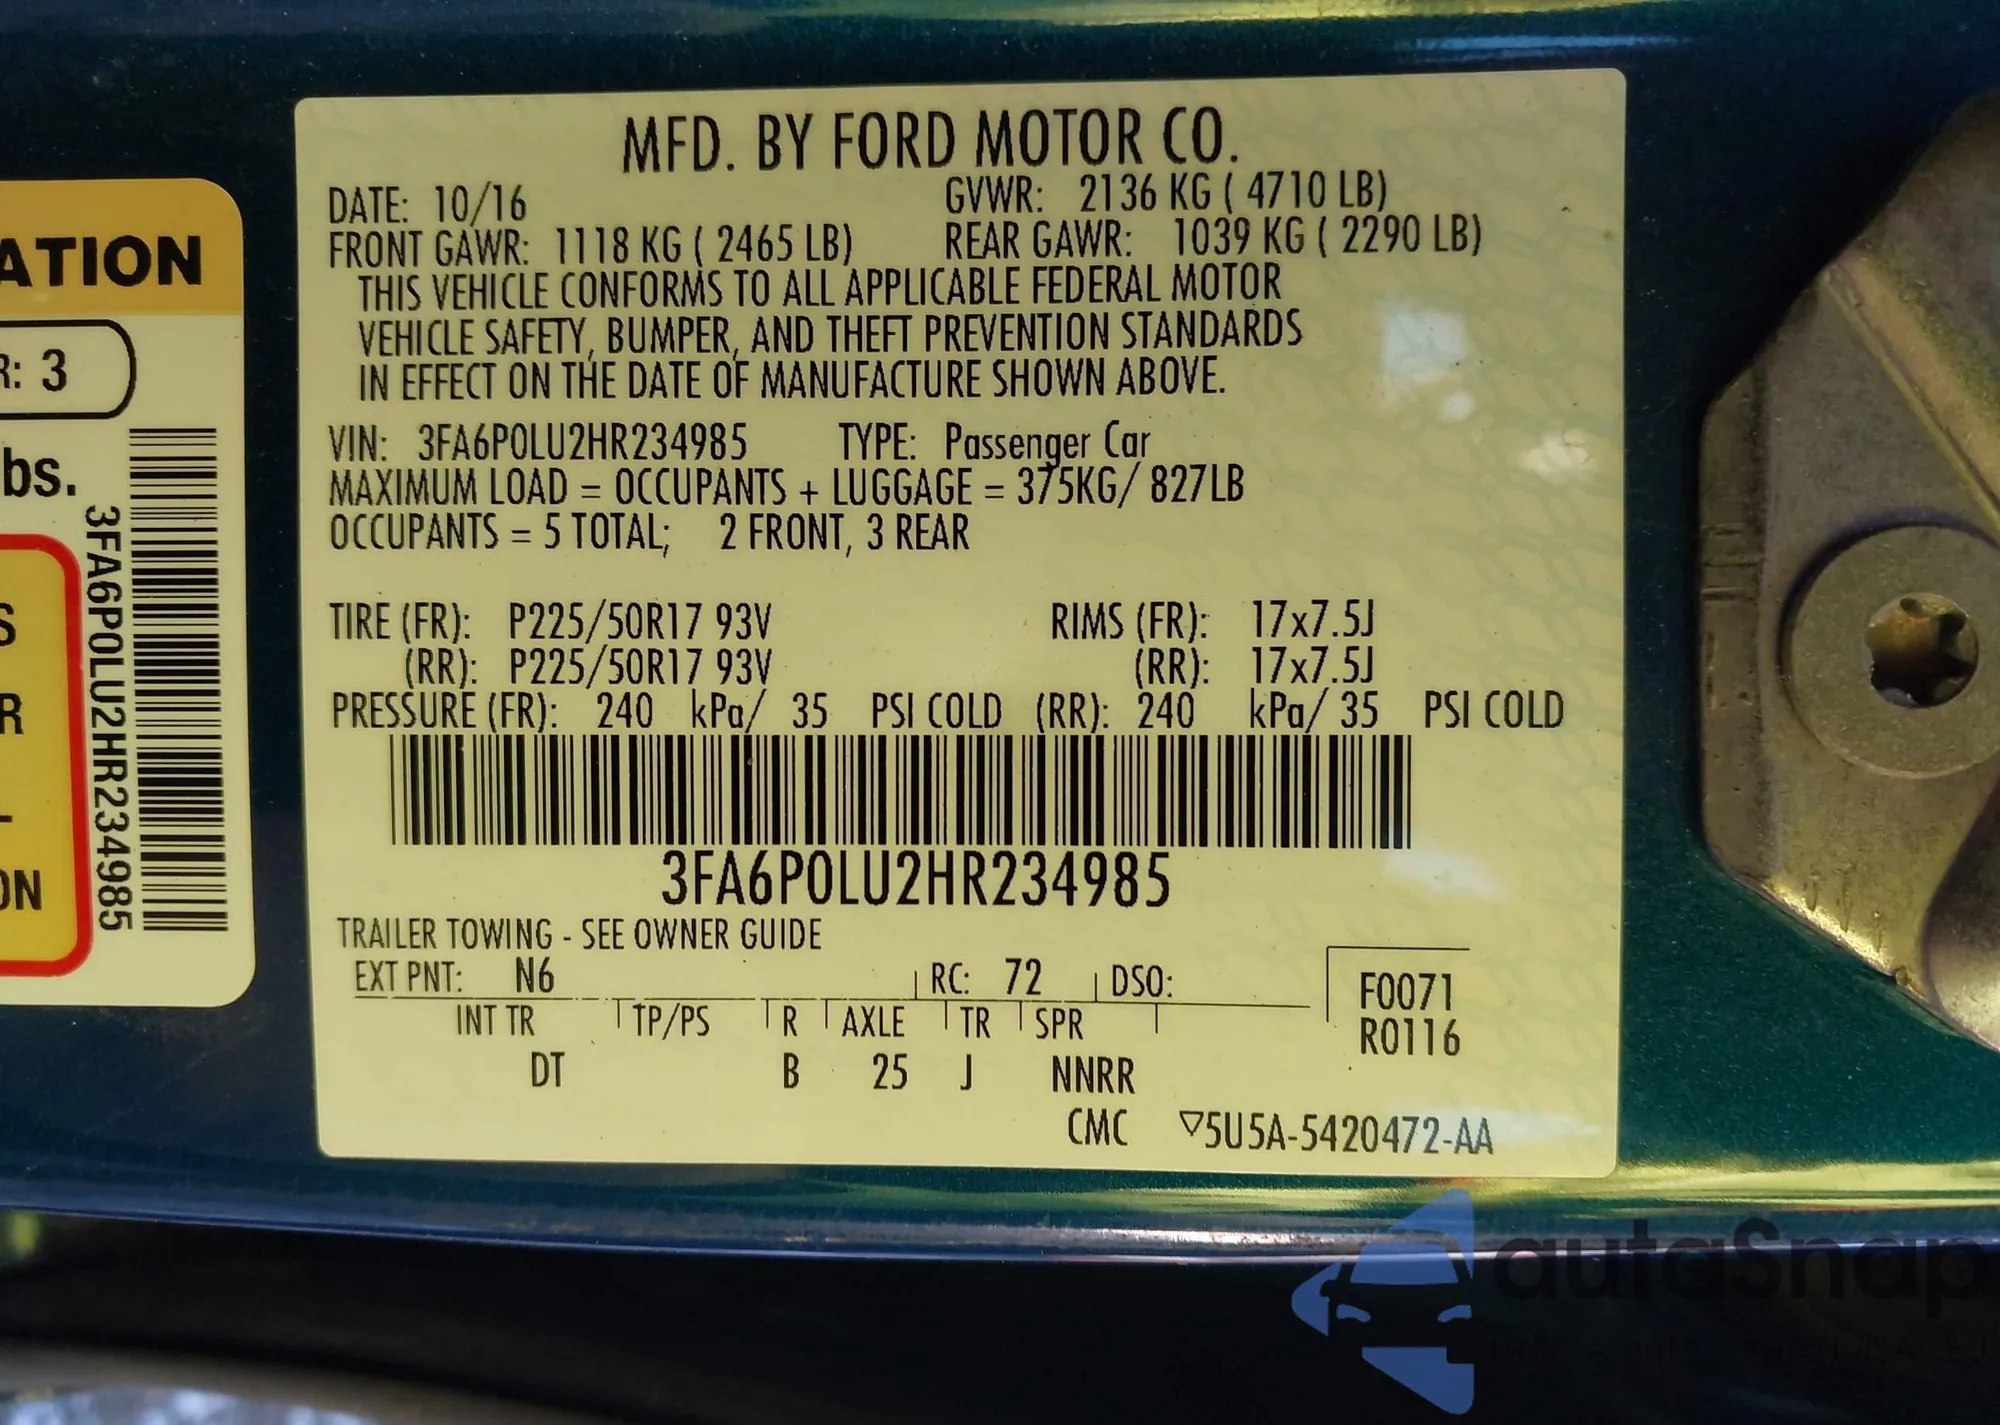 ATION
R: 3
bs.
3FA6P0LU2HR234985
S
R
ON
MFD. BY FORD MOTOR CO.
DATE: 10/16 GVWR: 2136 KG ( 4710 LB)
FRONT GAWR: 1118 KG ( 2465 LB) REAR GAWR: 1039 KG ( 2290 LB)
THIS VEHICLE CONFORMS TO ALL APPLICABLE FEDERAL MOTOR
VEHICLE SAFETY, BUMPER, AND THEFT PREVENTION STANDARDS
IN EFFECT ON THE DATE OF MANUFACTURE SHOWN ABOVE.
VIN: 3FA6P0LU2HR234985 TYPE: Passenger Car
MAXIMUM LOAD = OCCUPANTS + LUGGAGE = 375KG/ 827LB
OCCUPANTS = 5 TOTAL; 2 FRONT, 3 REAR
TIRE (FR): P225/50R17 93V RIMS (FR): 17x7.5J
(RR): P225/50R17 93V (RR): 17x7.5J
PRESSURE (FR): 240 kPa/ 35 PSI COLD (RR): 240 kPa/ 35 PSI COLD
3FA6P0LU2HR234985
TRAILER TOWING - SEE OWNER GUIDE
EXT PNT: N6 RC: 72 DSO:
INT TR TP/PS R AXLE TR SPR
DT B 25 J NNRR
F0071
R0116
CMC ▽5U5A-5420472-AA
autaSnap